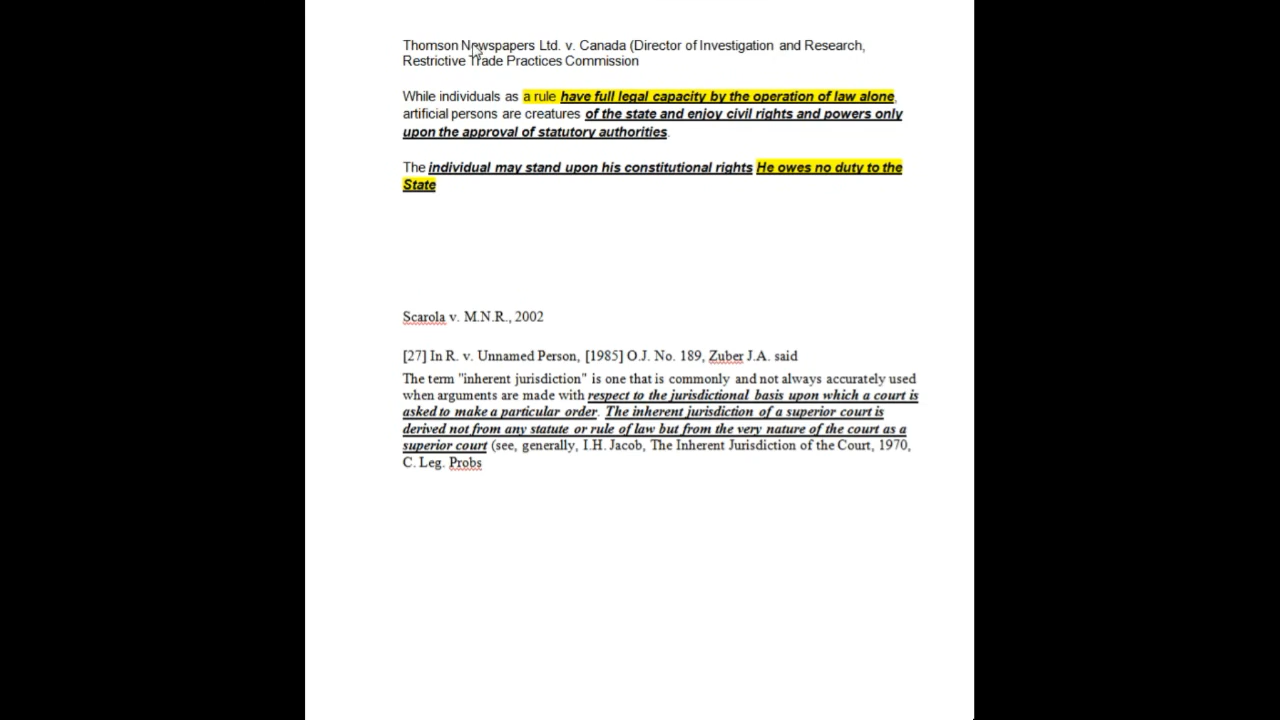 Thomson Newspapers Ltd. v. Canada (Director of Investigation and Research,
Restrictive Trade Practices Commission
While individuals as a rule have full legal capacity by the operation of law alone,
artificial persons are creatures of the state and enjoy civil rights and powers only
upon the approval of statutory authorities.
The individual may stand upon his constitutional rights He owes no duty to the
State
Scarola v. M.N.R., 2002
[27] In R. v. Unnamed Person, [1985] O.J. No. 189, Zuber J.A. said
The term "inherent jurisdiction" is one that is commonly and not always accurately used
when arguments are made with respect to the jurisdictional basis upon which a court is
asked to make a particular order. The inherent jurisdiction of a superior court is
derived not from any statute or rule of law but from the very nature of the court as a
superior court (see, generally, I.H. Jacob, The Inherent Jurisdiction of the Court, 1970,
C. Leg. Probs